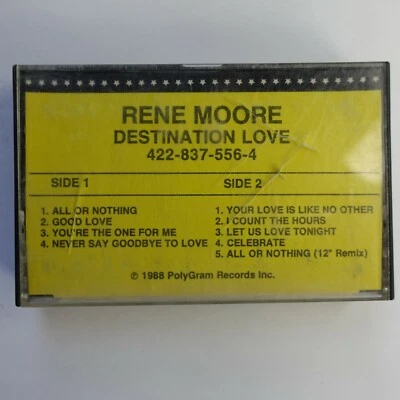 RENE MOORE
DESTINATION LOVE
422-837-556-4
SIDE 1
1. ALL OR NOTHING
2. GOOD LOVE
3. YOU'RE THE ONE FOR ME
4. NEVER SAY GOODBYE TO LOVE
SIDE 2
1. YOUR LOVE IS LIKE NO OTHER
2. I COUNT THE HOURS
3. LET US LOVE TONIGHT
4. CELEBRATE
5. ALL OR NOTHING (12" Remix)
℗ 1988 PolyGram Records Inc.